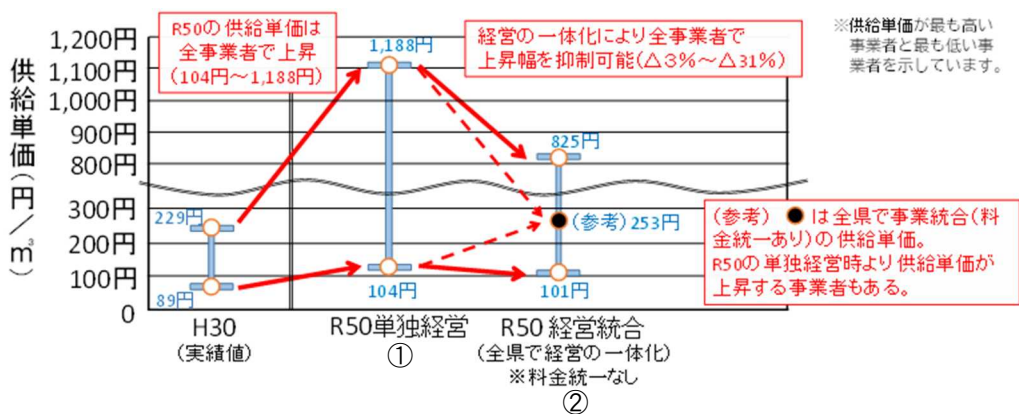 R50の供給単価は
全事業者で上昇
(104円～1,188円)
経営の一体化により全事業者で
上昇幅を抑制可能(△3%～△31%)
※供給単価が最も高い
事業者と最も低い事
業者を示しています。
供給単価(円/㎥)
1,200円
1,100円
1,000円
900円
800円
300円
200円
100円
0
1,188円
825円
229円
(参考)253円
89円
104円
101円
(参考) ●は全県で事業統合(料
金統一あり)の供給単価。
R50の単独経営時より供給単価が
上昇する事業者もある。
H30
(実績値)
R50単独経営
①
R50 経営統合
(全県で経営の一体化)
※料金統一なし
②